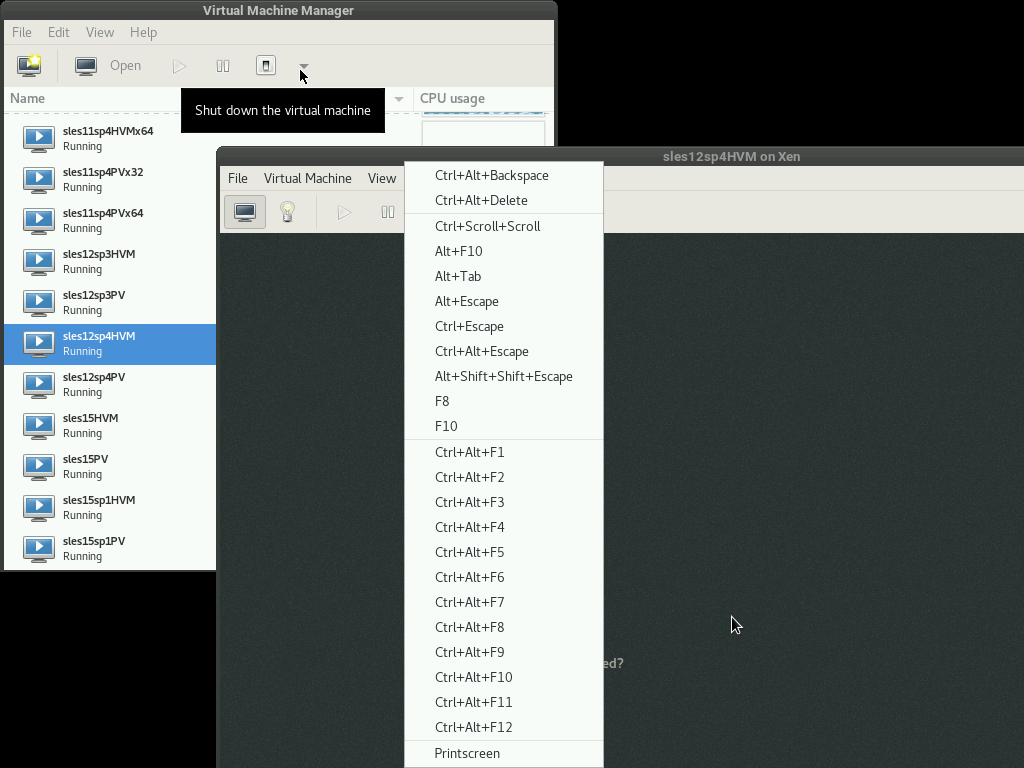 Virtual Machine Manager
File Edit View Help
Open
Name
CPU usage
Shut down the virtual machine
sles11sp4HVMx64
Running
sles11sp4PVx32
Running
sles11sp4PVx64
Running
sles12sp3HVM
Running
sles12sp3PV
Running
sles12sp4HVM
Running
sles12sp4PV
Running
sles15HVM
Running
sles15PV
Running
sles15sp1HVM
Running
sles15sp1PV
Running
sles12sp4HVM on Xen
File Virtual Machine View
Ctrl+Alt+Backspace
Ctrl+Alt+Delete
Ctrl+Scroll+Scroll
Alt+F10
Alt+Tab
Alt+Escape
Ctrl+Escape
Ctrl+Alt+Escape
Alt+Shift+Shift+Escape
F8
F10
Ctrl+Alt+F1
Ctrl+Alt+F2
Ctrl+Alt+F3
Ctrl+Alt+F4
Ctrl+Alt+F5
Ctrl+Alt+F6
Ctrl+Alt+F7
Ctrl+Alt+F8
Ctrl+Alt+F9
Ctrl+Alt+F10
Ctrl+Alt+F11
Ctrl+Alt+F12
Printscreen
ed?